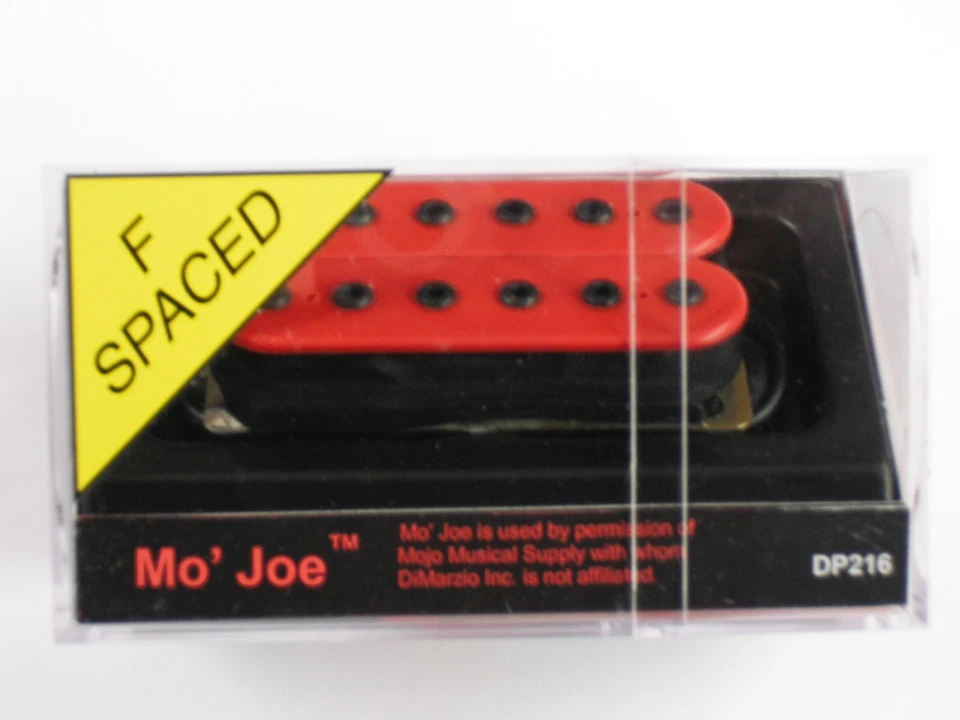 F
SPACED
Mo' Joe™
Mo' Joe is used by permission of
Mojo Musical Supply with whom
DiMarzio Inc. is not affiliated.
DP216